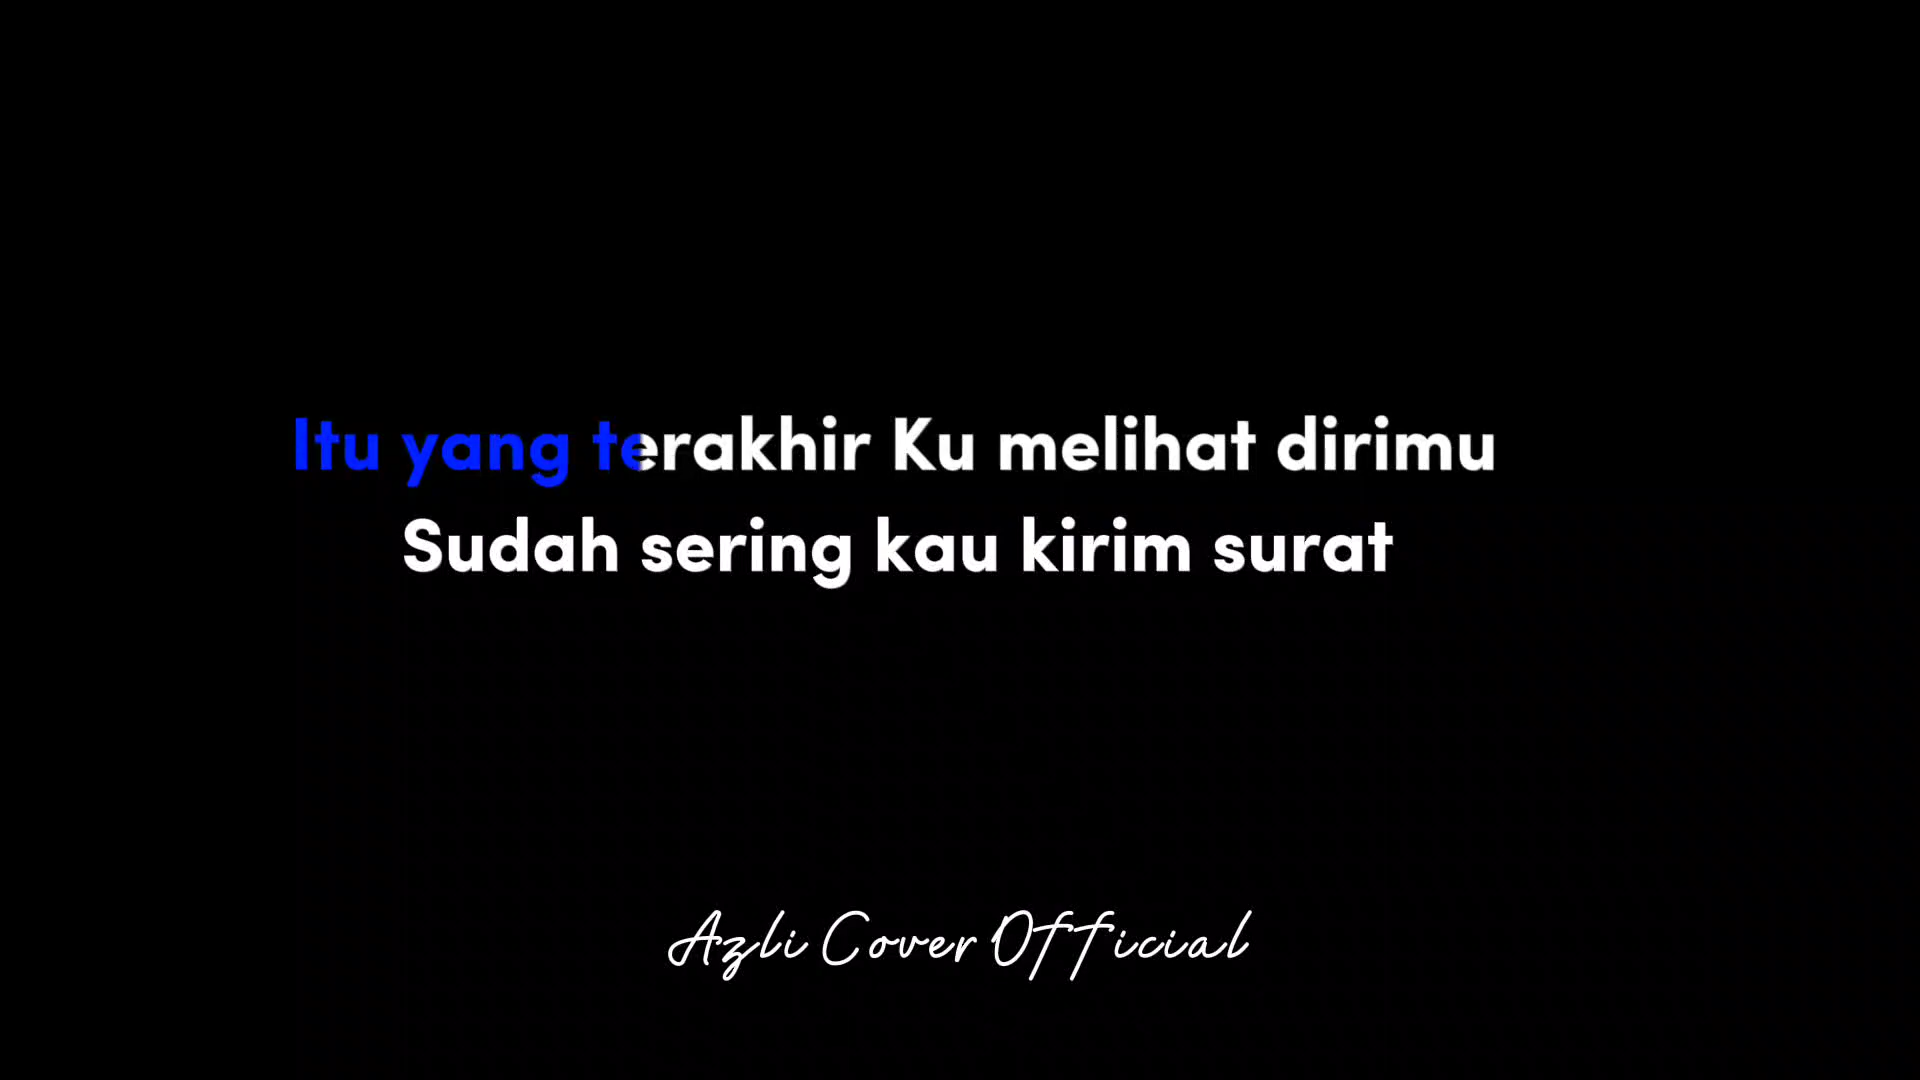 Itu yang terakhir Ku melihat dirimu
Sudah sering kau kirim surat
Azli Cover Official